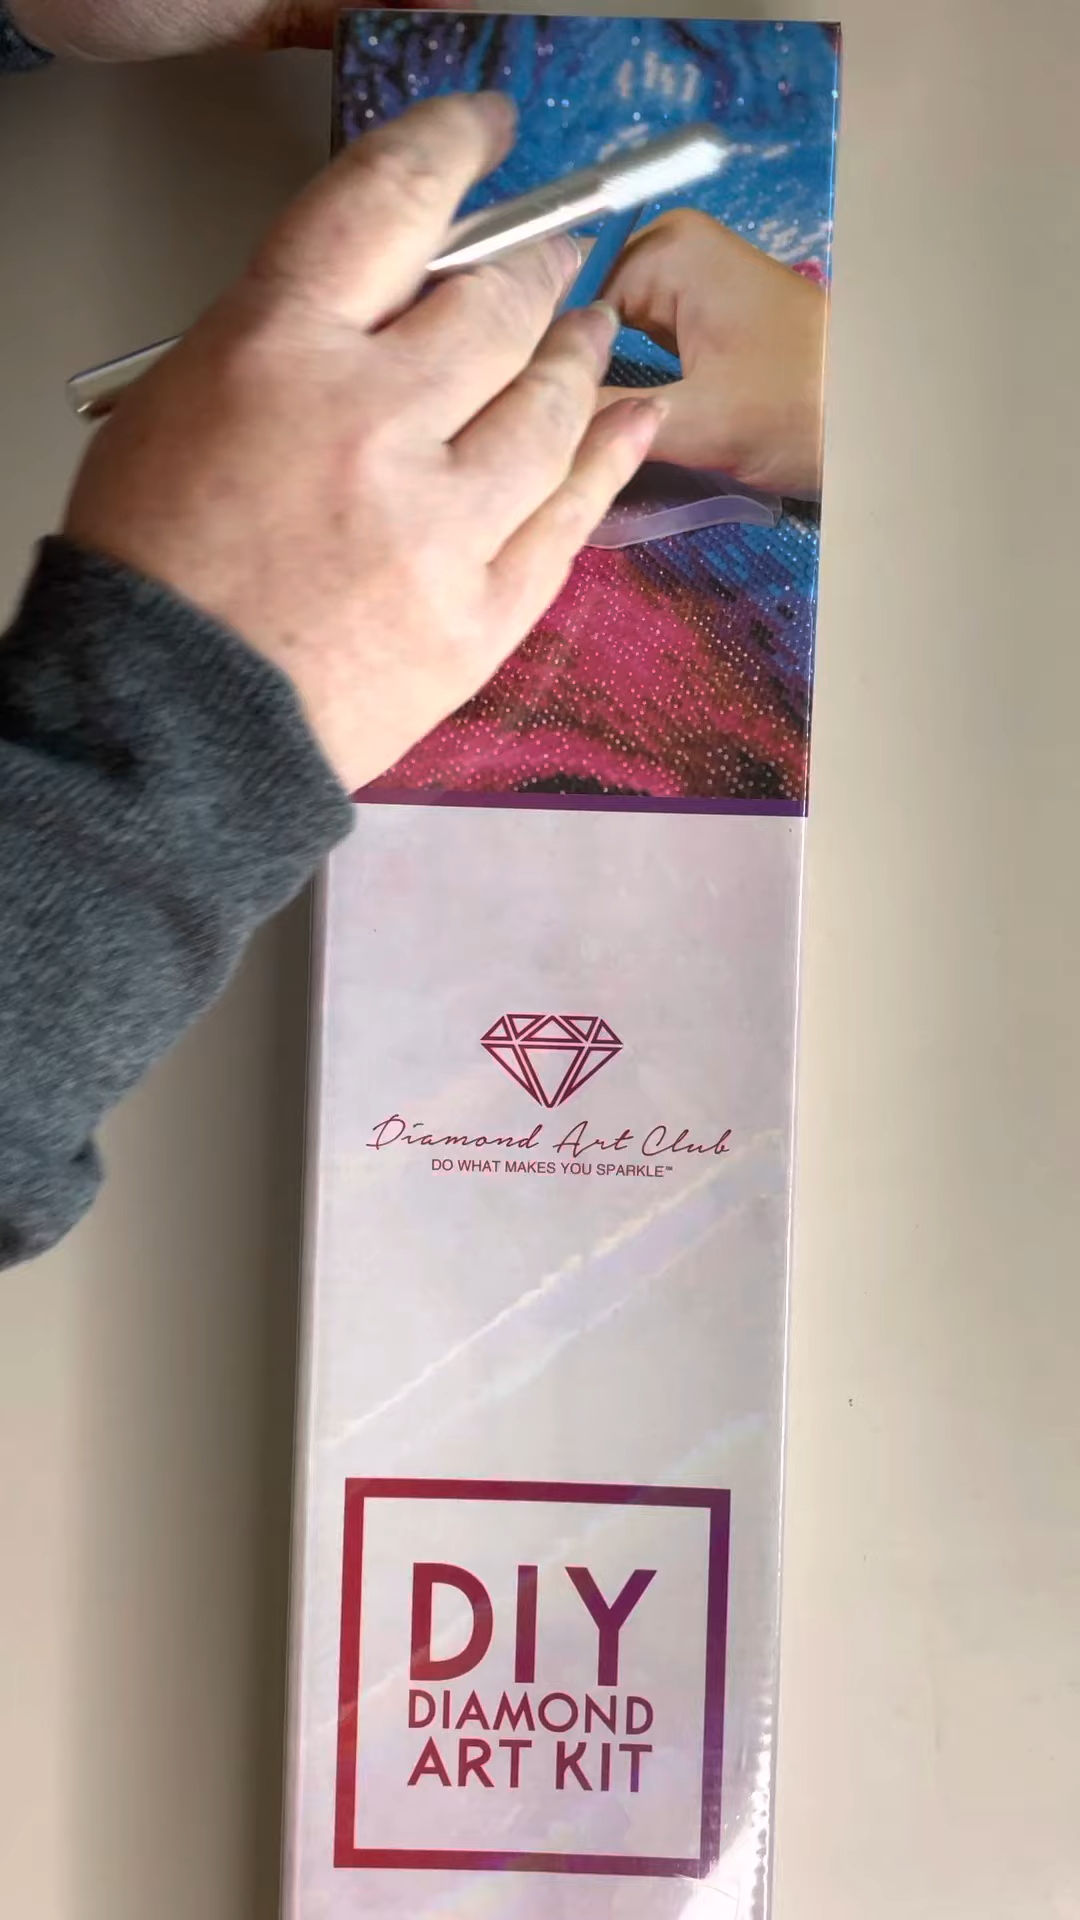 Diamond Art Club
DO WHAT MAKES YOU SPARKLE™
DIY
DIAMOND
ART KIT